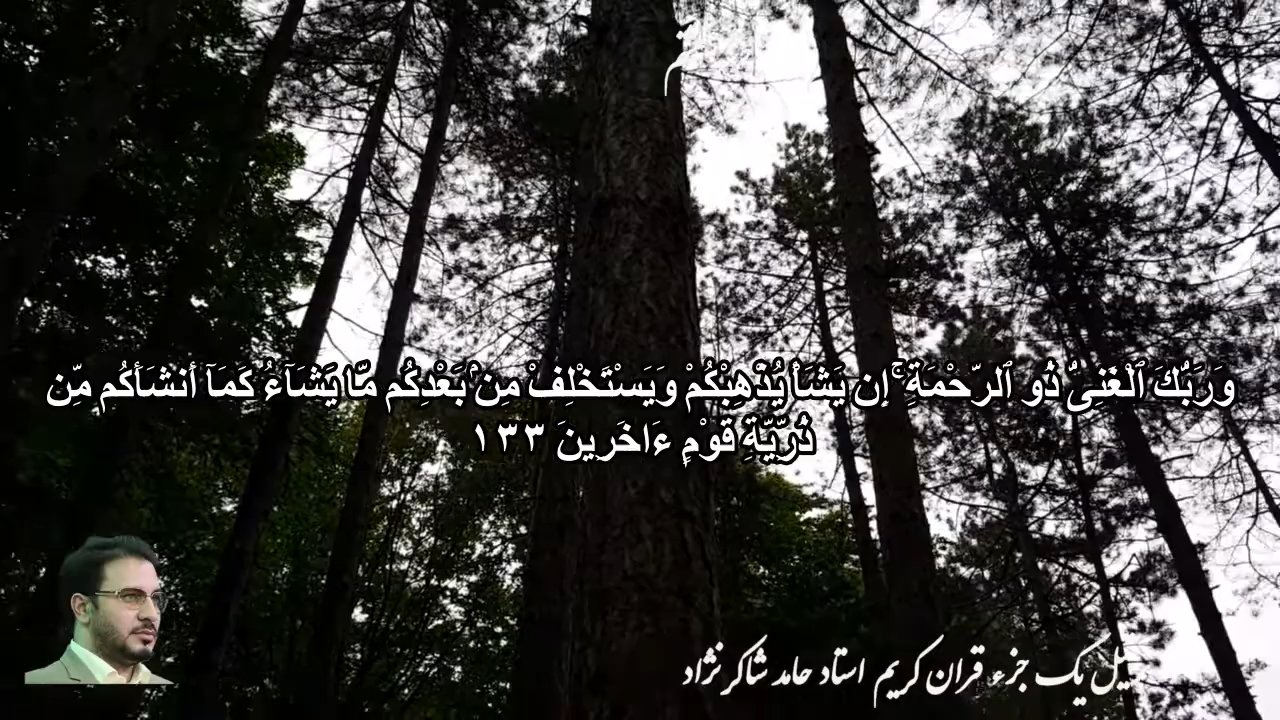 وَرَبُّكَ ٱلْغَنِىُّ ذُو ٱلرَّحْمَةِ ۚ إِن يَشَأْ يُذْهِبْكُمْ وَيَسْتَخْلِفْ مِنۢ بَعْدِكُم مَّا يَشَآءُ كَمَآ أَنشَأَكُم مِّن
ذُرِّيَّةِ قَوْمٍ ءَاخَرِينَ ١٣٣
یک جزء قران کریم استاد حامد شاکرنژاد